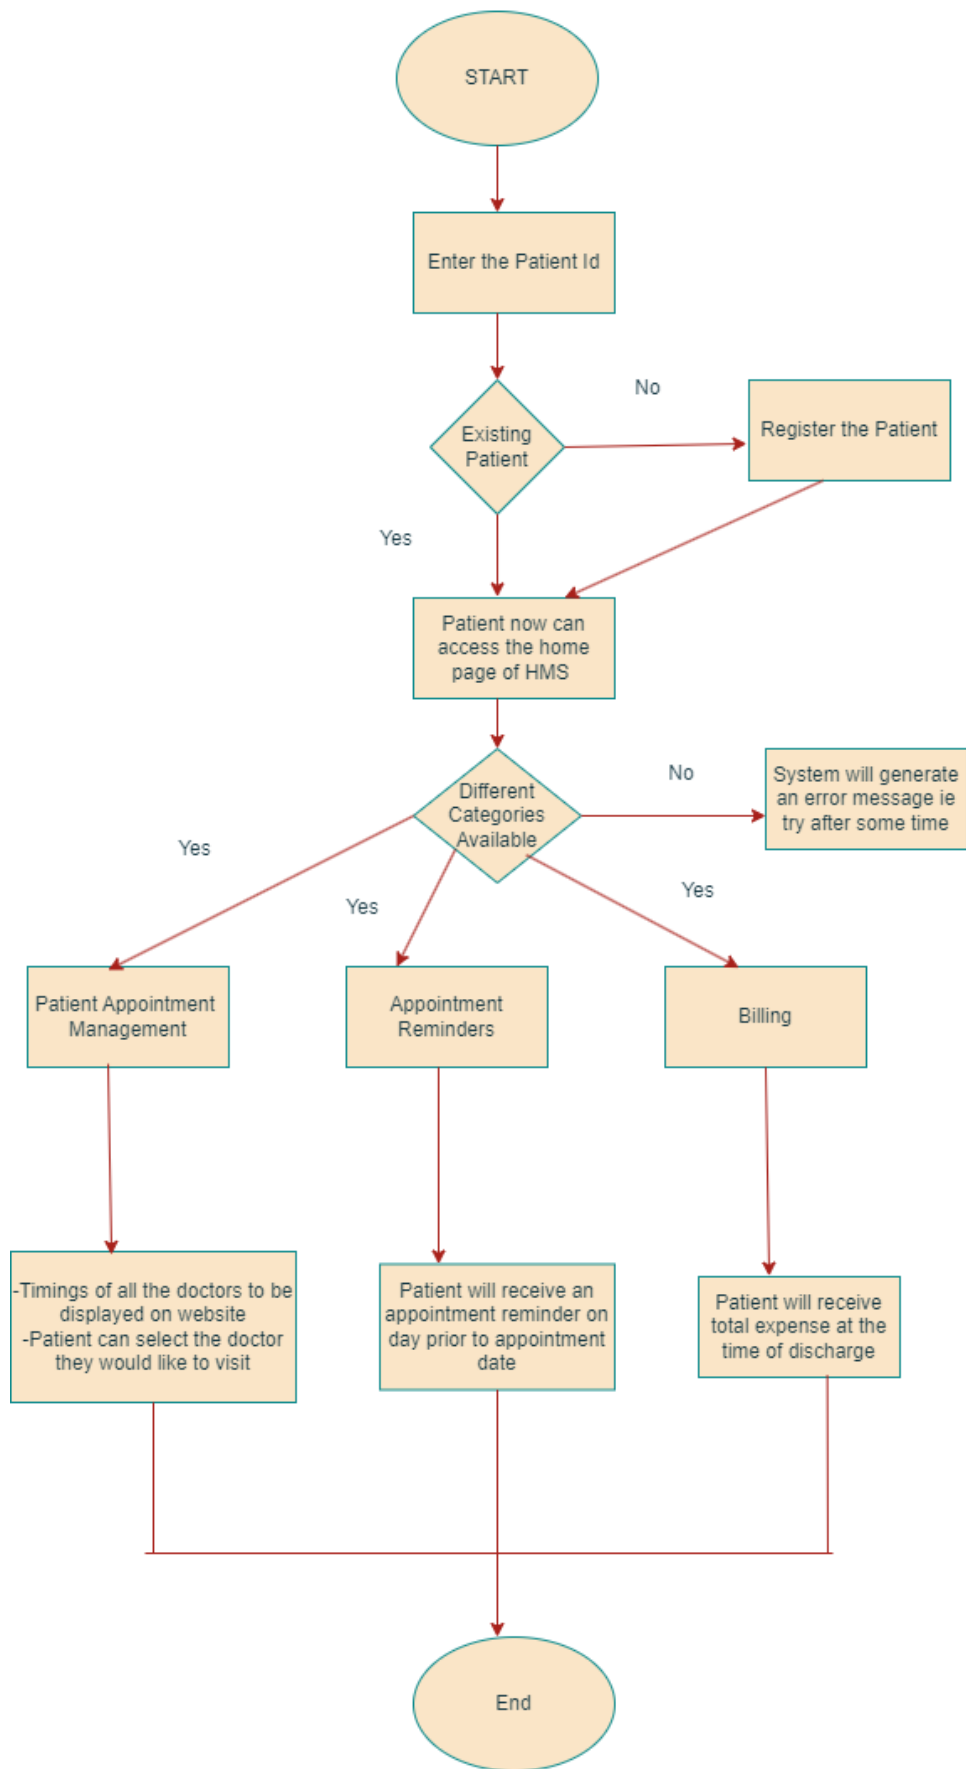 START
Enter the Patient Id
No
Existing
Patient
Register the Patient
Yes
Patient now can
access the home
page of HMS
Different
Categories
Available
No
System will generate
an error message ie
try after some time
Yes
Yes
Yes
Patient Appointment
Management
Appointment
Reminders
Billing
-Timings of all the doctors to be
displayed on website
-Patient can select the doctor
they would like to visit
Patient will receive an
appointment reminder on
day prior to appointment
date
Patient will receive
total expense at the
time of discharge
End